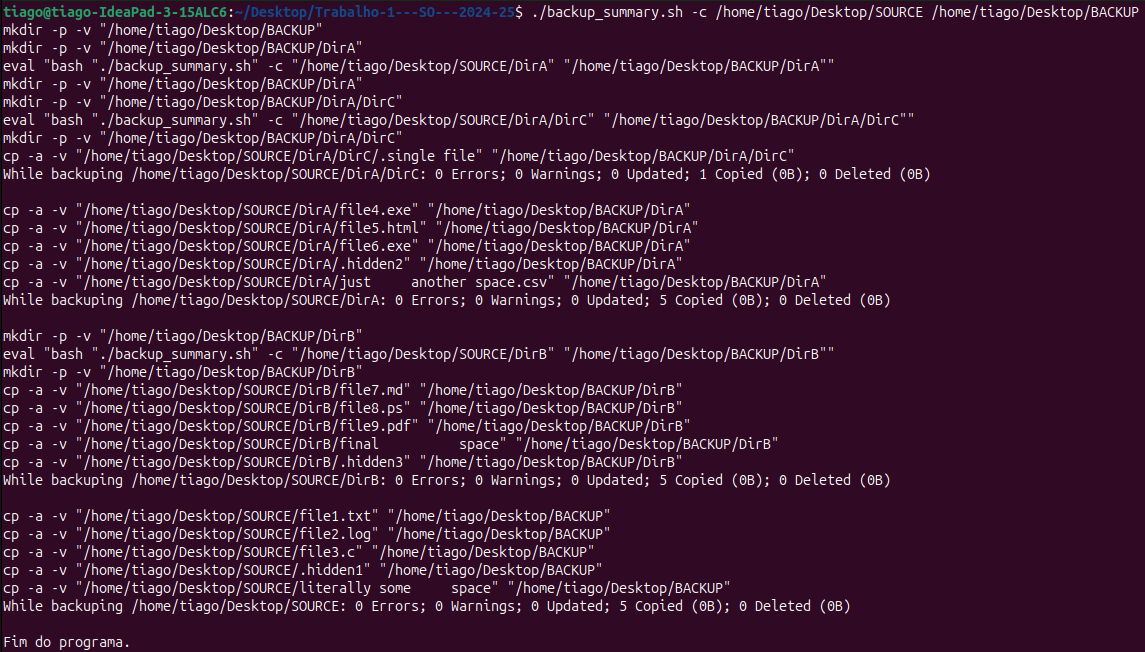 tiago@tiago-IdeaPad-3-15ALC6:~/Desktop/Trabalho-1---SO---2024-25$ ./backup_summary.sh -c /home/tiago/Desktop/SOURCE /home/tiago/Desktop/BACKUP
mkdir -p -v "/home/tiago/Desktop/BACKUP"
mkdir -p -v "/home/tiago/Desktop/BACKUP/DirA"
eval "bash "./backup_summary.sh" -c "/home/tiago/Desktop/SOURCE/DirA" "/home/tiago/Desktop/BACKUP/DirA""
mkdir -p -v "/home/tiago/Desktop/BACKUP/DirA"
mkdir -p -v "/home/tiago/Desktop/BACKUP/DirA/DirC"
eval "bash "./backup_summary.sh" -c "/home/tiago/Desktop/SOURCE/DirA/DirC" "/home/tiago/Desktop/BACKUP/DirA/DirC""
mkdir -p -v "/home/tiago/Desktop/BACKUP/DirA/DirC"
cp -a -v "/home/tiago/Desktop/SOURCE/DirA/DirC/.single file" "/home/tiago/Desktop/BACKUP/DirA/DirC"
While backuping /home/tiago/Desktop/SOURCE/DirA/DirC: 0 Errors; 0 Warnings; 0 Updated; 1 Copied (0B); 0 Deleted (0B)

cp -a -v "/home/tiago/Desktop/SOURCE/DirA/file4.exe" "/home/tiago/Desktop/BACKUP/DirA"
cp -a -v "/home/tiago/Desktop/SOURCE/DirA/file5.html" "/home/tiago/Desktop/BACKUP/DirA"
cp -a -v "/home/tiago/Desktop/SOURCE/DirA/file6.exe" "/home/tiago/Desktop/BACKUP/DirA"
cp -a -v "/home/tiago/Desktop/SOURCE/DirA/.hidden2" "/home/tiago/Desktop/BACKUP/DirA"
cp -a -v "/home/tiago/Desktop/SOURCE/DirA/just     another space.csv" "/home/tiago/Desktop/BACKUP/DirA"
While backuping /home/tiago/Desktop/SOURCE/DirA: 0 Errors; 0 Warnings; 0 Updated; 5 Copied (0B); 0 Deleted (0B)

mkdir -p -v "/home/tiago/Desktop/BACKUP/DirB"
eval "bash "./backup_summary.sh" -c "/home/tiago/Desktop/SOURCE/DirB" "/home/tiago/Desktop/BACKUP/DirB""
mkdir -p -v "/home/tiago/Desktop/BACKUP/DirB"
cp -a -v "/home/tiago/Desktop/SOURCE/DirB/file7.md" "/home/tiago/Desktop/BACKUP/DirB"
cp -a -v "/home/tiago/Desktop/SOURCE/DirB/file8.ps" "/home/tiago/Desktop/BACKUP/DirB"
cp -a -v "/home/tiago/Desktop/SOURCE/DirB/file9.pdf" "/home/tiago/Desktop/BACKUP/DirB"
cp -a -v "/home/tiago/Desktop/SOURCE/DirB/final          space" "/home/tiago/Desktop/BACKUP/DirB"
cp -a -v "/home/tiago/Desktop/SOURCE/DirB/.hidden3" "/home/tiago/Desktop/BACKUP/DirB"
While backuping /home/tiago/Desktop/SOURCE/DirB: 0 Errors; 0 Warnings; 0 Updated; 5 Copied (0B); 0 Deleted (0B)

cp -a -v "/home/tiago/Desktop/SOURCE/file1.txt" "/home/tiago/Desktop/BACKUP"
cp -a -v "/home/tiago/Desktop/SOURCE/file2.log" "/home/tiago/Desktop/BACKUP"
cp -a -v "/home/tiago/Desktop/SOURCE/file3.c" "/home/tiago/Desktop/BACKUP"
cp -a -v "/home/tiago/Desktop/SOURCE/.hidden1" "/home/tiago/Desktop/BACKUP"
cp -a -v "/home/tiago/Desktop/SOURCE/literally some     space" "/home/tiago/Desktop/BACKUP"
While backuping /home/tiago/Desktop/SOURCE: 0 Errors; 0 Warnings; 0 Updated; 5 Copied (0B); 0 Deleted (0B)

Fim do programa.